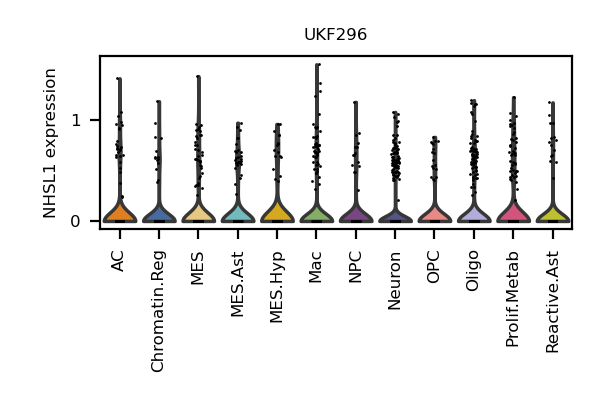 UKF296
NHSL1 expression
1
0
AC
Chromatin.Reg
MES
MES.Ast
MES.Hyp
Mac
NPC
Neuron
OPC
Oligo
Prolif.Metab
Reactive.Ast